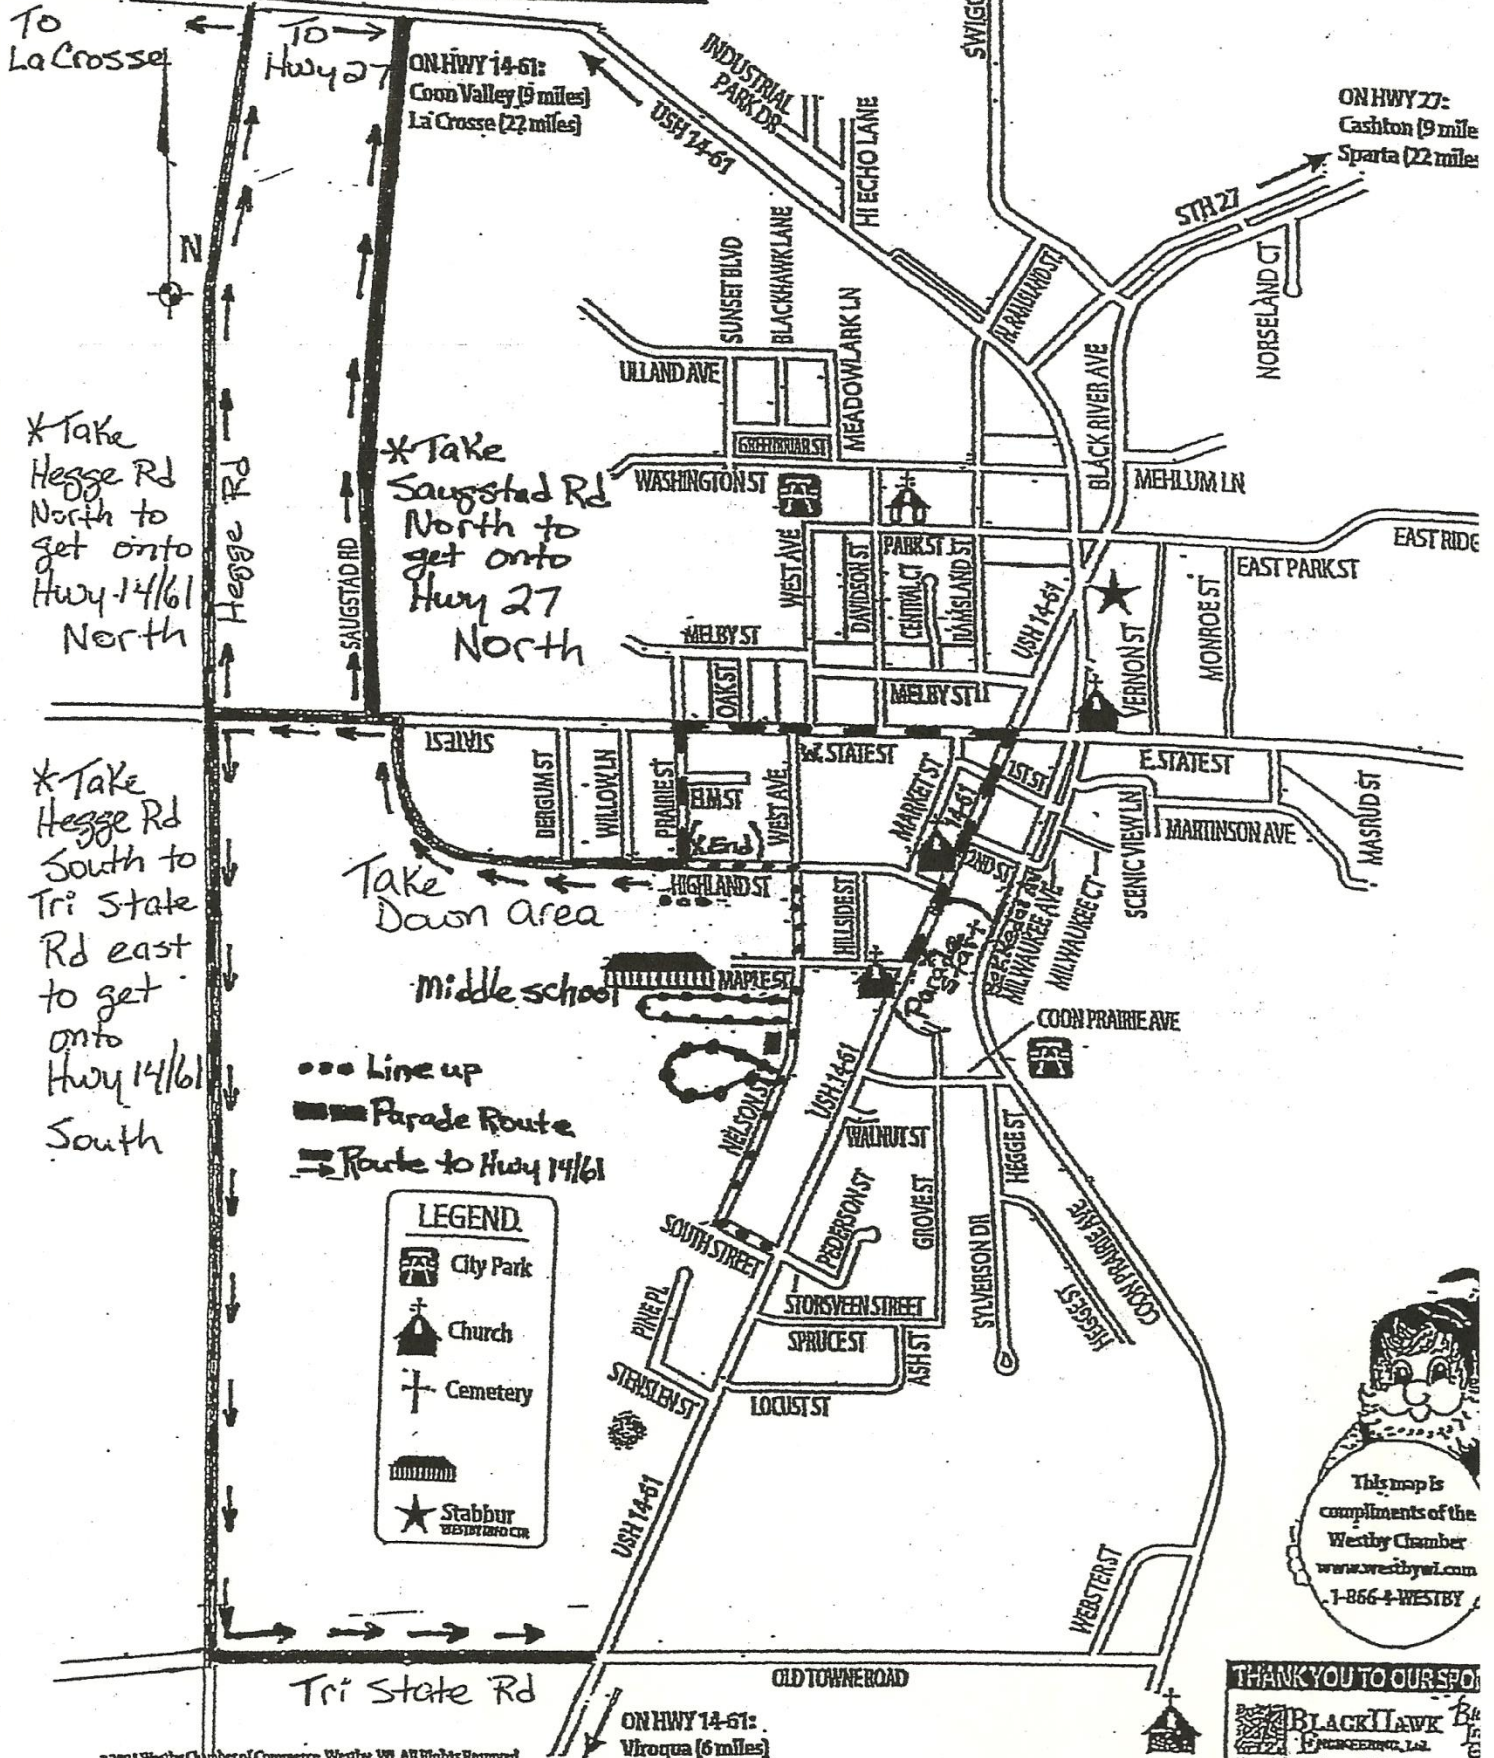 TO
La Crosse
TO
Hwy 27
ON HWY 14-61:
Coon Valley (9 miles)
La Crosse (22 miles)
INDUSTRIAL
PARK DR
HI ECHO LANE
USH 14-61
SWIGG
ON HWY 27:
Cashton (9 mile
Sparta (22 miles
STH 27
NORSELAND CT
N
SUNSET BLVD
BLACKHAWK LANE
MEADOWLARK LN
ULLAND AVE
GREENBRIAR ST
WASHINGTON ST
BLACK RIVER AVE
MEHLUM LN
*Take
Hegge Rd
North to
get onto
Hwy 14/61
North
Hegge Rd
SAUGSTAD RD
*Take
Saugstad Rd
North to
get onto
Hwy 27
North
WEST AVE
DAVIDSON ST
PARK ST
CENTRAL CT
RAMSLAND ST
USH 14-61
EAST PARK ST
EAST RIDG
VERNON ST
MONROE ST
MELBY ST
OAK ST
MELBY ST
STATE ST
W. STATE ST
E. STATE ST
DERGUM ST
WILLOW LN
PRAIRIE ST
ELM ST
(*End)
WEST AVE
MARKET ST
14-61
1ST ST
2ND ST
SCENIC VIEW LN
MARTINSON AVE
MASRUD ST
HIGHLAND ST
HILLSIDE ST
MILWAUKEE AVE
MILWAUKEE CT
Take
Down area
Parade
Start
*Take
Hegge Rd
South to
Tri State
Rd east
to get
onto
Hwy 14/61
South
Middle school
MAPLE ST
COON PRAIRIE AVE
Line up
Parade Route
Route to Hwy 14/61
NELSON ST
USH 14-61
WALNUT ST
PEDERSON ST
GROVE ST
HEGGE ST
SYLVERSON DR
COON PRAIRIE AVE
HEGGE ST
SOUTH STREET
STORSVEEN STREET
SPRUCE ST
ASH ST
LOCUST ST
PINE PL
STENSLEY ST
LEGEND
City Park
Church
Cemetery
Stabbur
USH 14-61
WEBSTER ST
This map is
compliments of the
Westby Chamber
www.westbywi.com
1-866-4-WESTBY
Tri State Rd
OLD TOWNE ROAD
ON HWY 14-61:
Viroqua (6 miles)
THANK YOU TO OUR SPO
BLACKHAWK
ENGINEERING, Ltd.